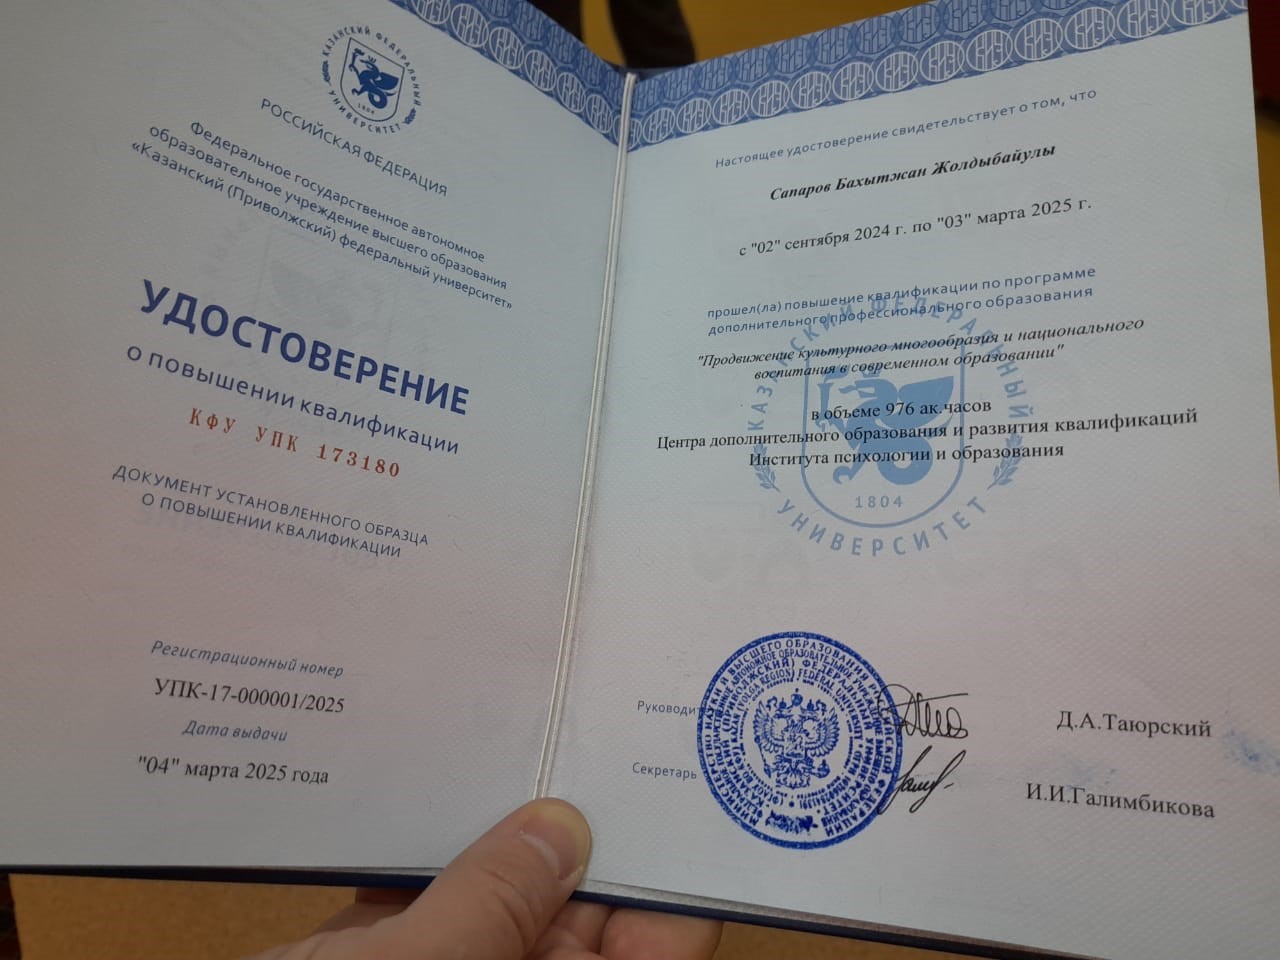 КАЗАНСКИЙ ФЕДЕРАЛЬНЫЙ УНИВЕРСИТЕТ
1804
РОССИЙСКАЯ ФЕДЕРАЦИЯ
Федеральное государственное автономное
образовательное учреждение высшего образования
«Казанский (Приволжский) федеральный университет»
УДОСТОВЕРЕНИЕ
о повышении квалификации
КФУ УПК 173180
ДОКУМЕНТ УСТАНОВЛЕННОГО ОБРАЗЦА
О ПОВЫШЕНИИ КВАЛИФИКАЦИИ
Регистрационный номер
УПК-17-000001/2025
Дата выдачи
"04" марта 2025 года
Настоящее удостоверение свидетельствует о том, что
Сапаров Бахытжан Жолдыбайулы
с "02" сентября 2024 г. по "03" марта 2025 г.
прошел(ла) повышение квалификации по программе
дополнительного профессионального образования
"Продвижение культурного многообразия и национального
воспитания в современном образовании"
в объеме 976 ак.часов
Центра дополнительного образования и развития квалификаций
Института психологии и образования
КАЗАНСКИЙ ФЕДЕРАЛЬНЫЙ УНИВЕРСИТЕТ
1804
Руководит
Д.А.Таюрский
Секретарь
И.И.Галимбикова